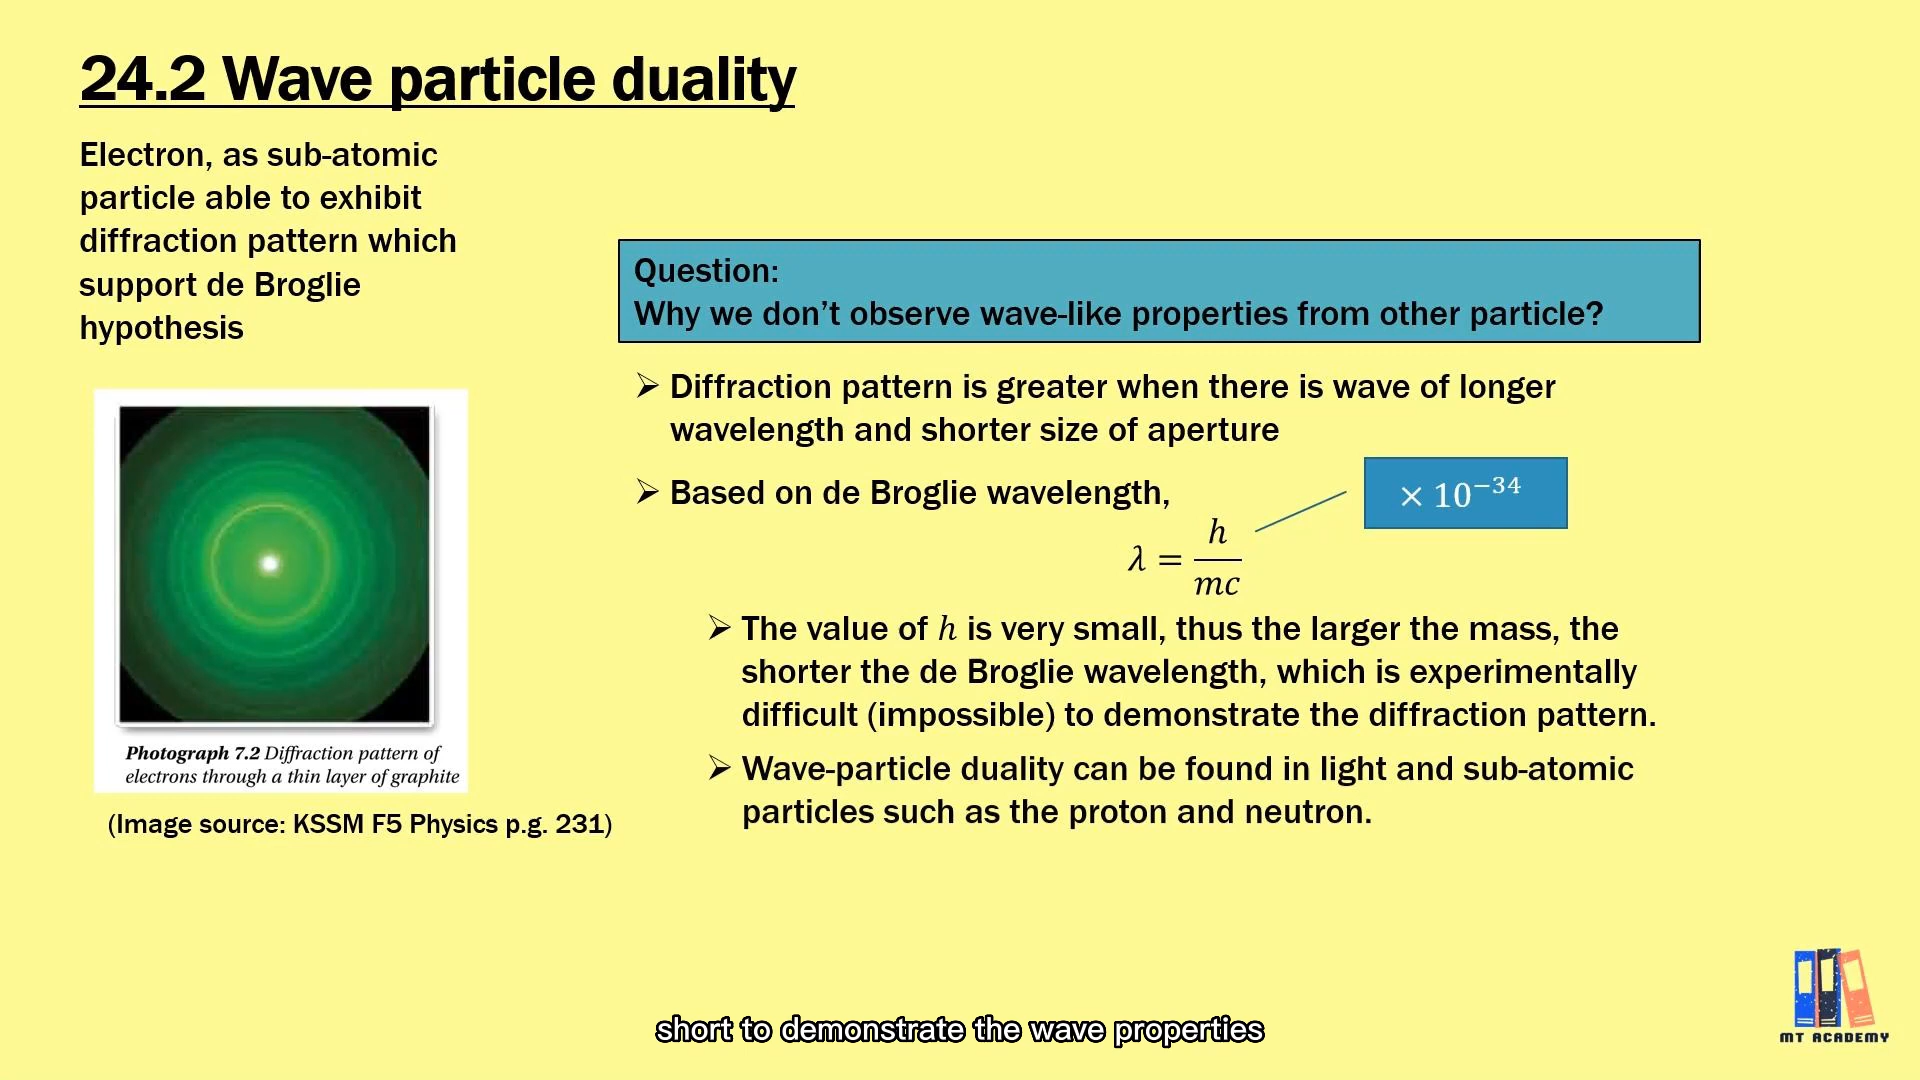 24.2 Wave particle duality
Electron, as sub-atomic
particle able to exhibit
diffraction pattern which
support de Broglie
hypothesis
Photograph 7.2 Diffraction pattern of
electrons through a thin layer of graphite
(Image source: KSSM F5 Physics p.g. 231)
Question:
Why we don't observe wave-like properties from other particle?
➢ Diffraction pattern is greater when there is wave of longer
wavelength and shorter size of aperture
➢ Based on de Broglie wavelength,
× 10⁻³⁴
λ = h/mc
➢ The value of h is very small, thus the larger the mass, the
shorter the de Broglie wavelength, which is experimentally
difficult (impossible) to demonstrate the diffraction pattern.
➢ Wave-particle duality can be found in light and sub-atomic
particles such as the proton and neutron.
short to demonstrate the wave properties
MT ACADEMY